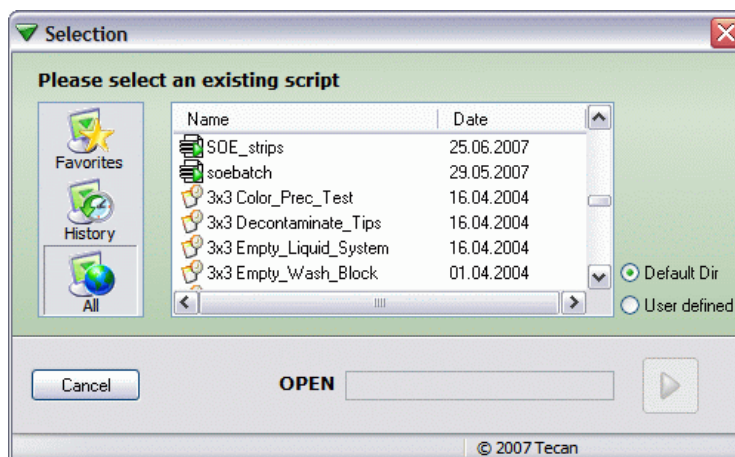 Selection
Please select an existing script
Favorites
History
All
Name Date
SOE_strips 25.06.2007
soebatch 29.05.2007
3x3 Color_Prec_Test 16.04.2004
3x3 Decontaminate_Tips 16.04.2004
3x3 Empty_Liquid_System 16.04.2004
3x3 Empty_Wash_Block 01.04.2004
Default Dir
User defined
Cancel
OPEN
© 2007 Tecan